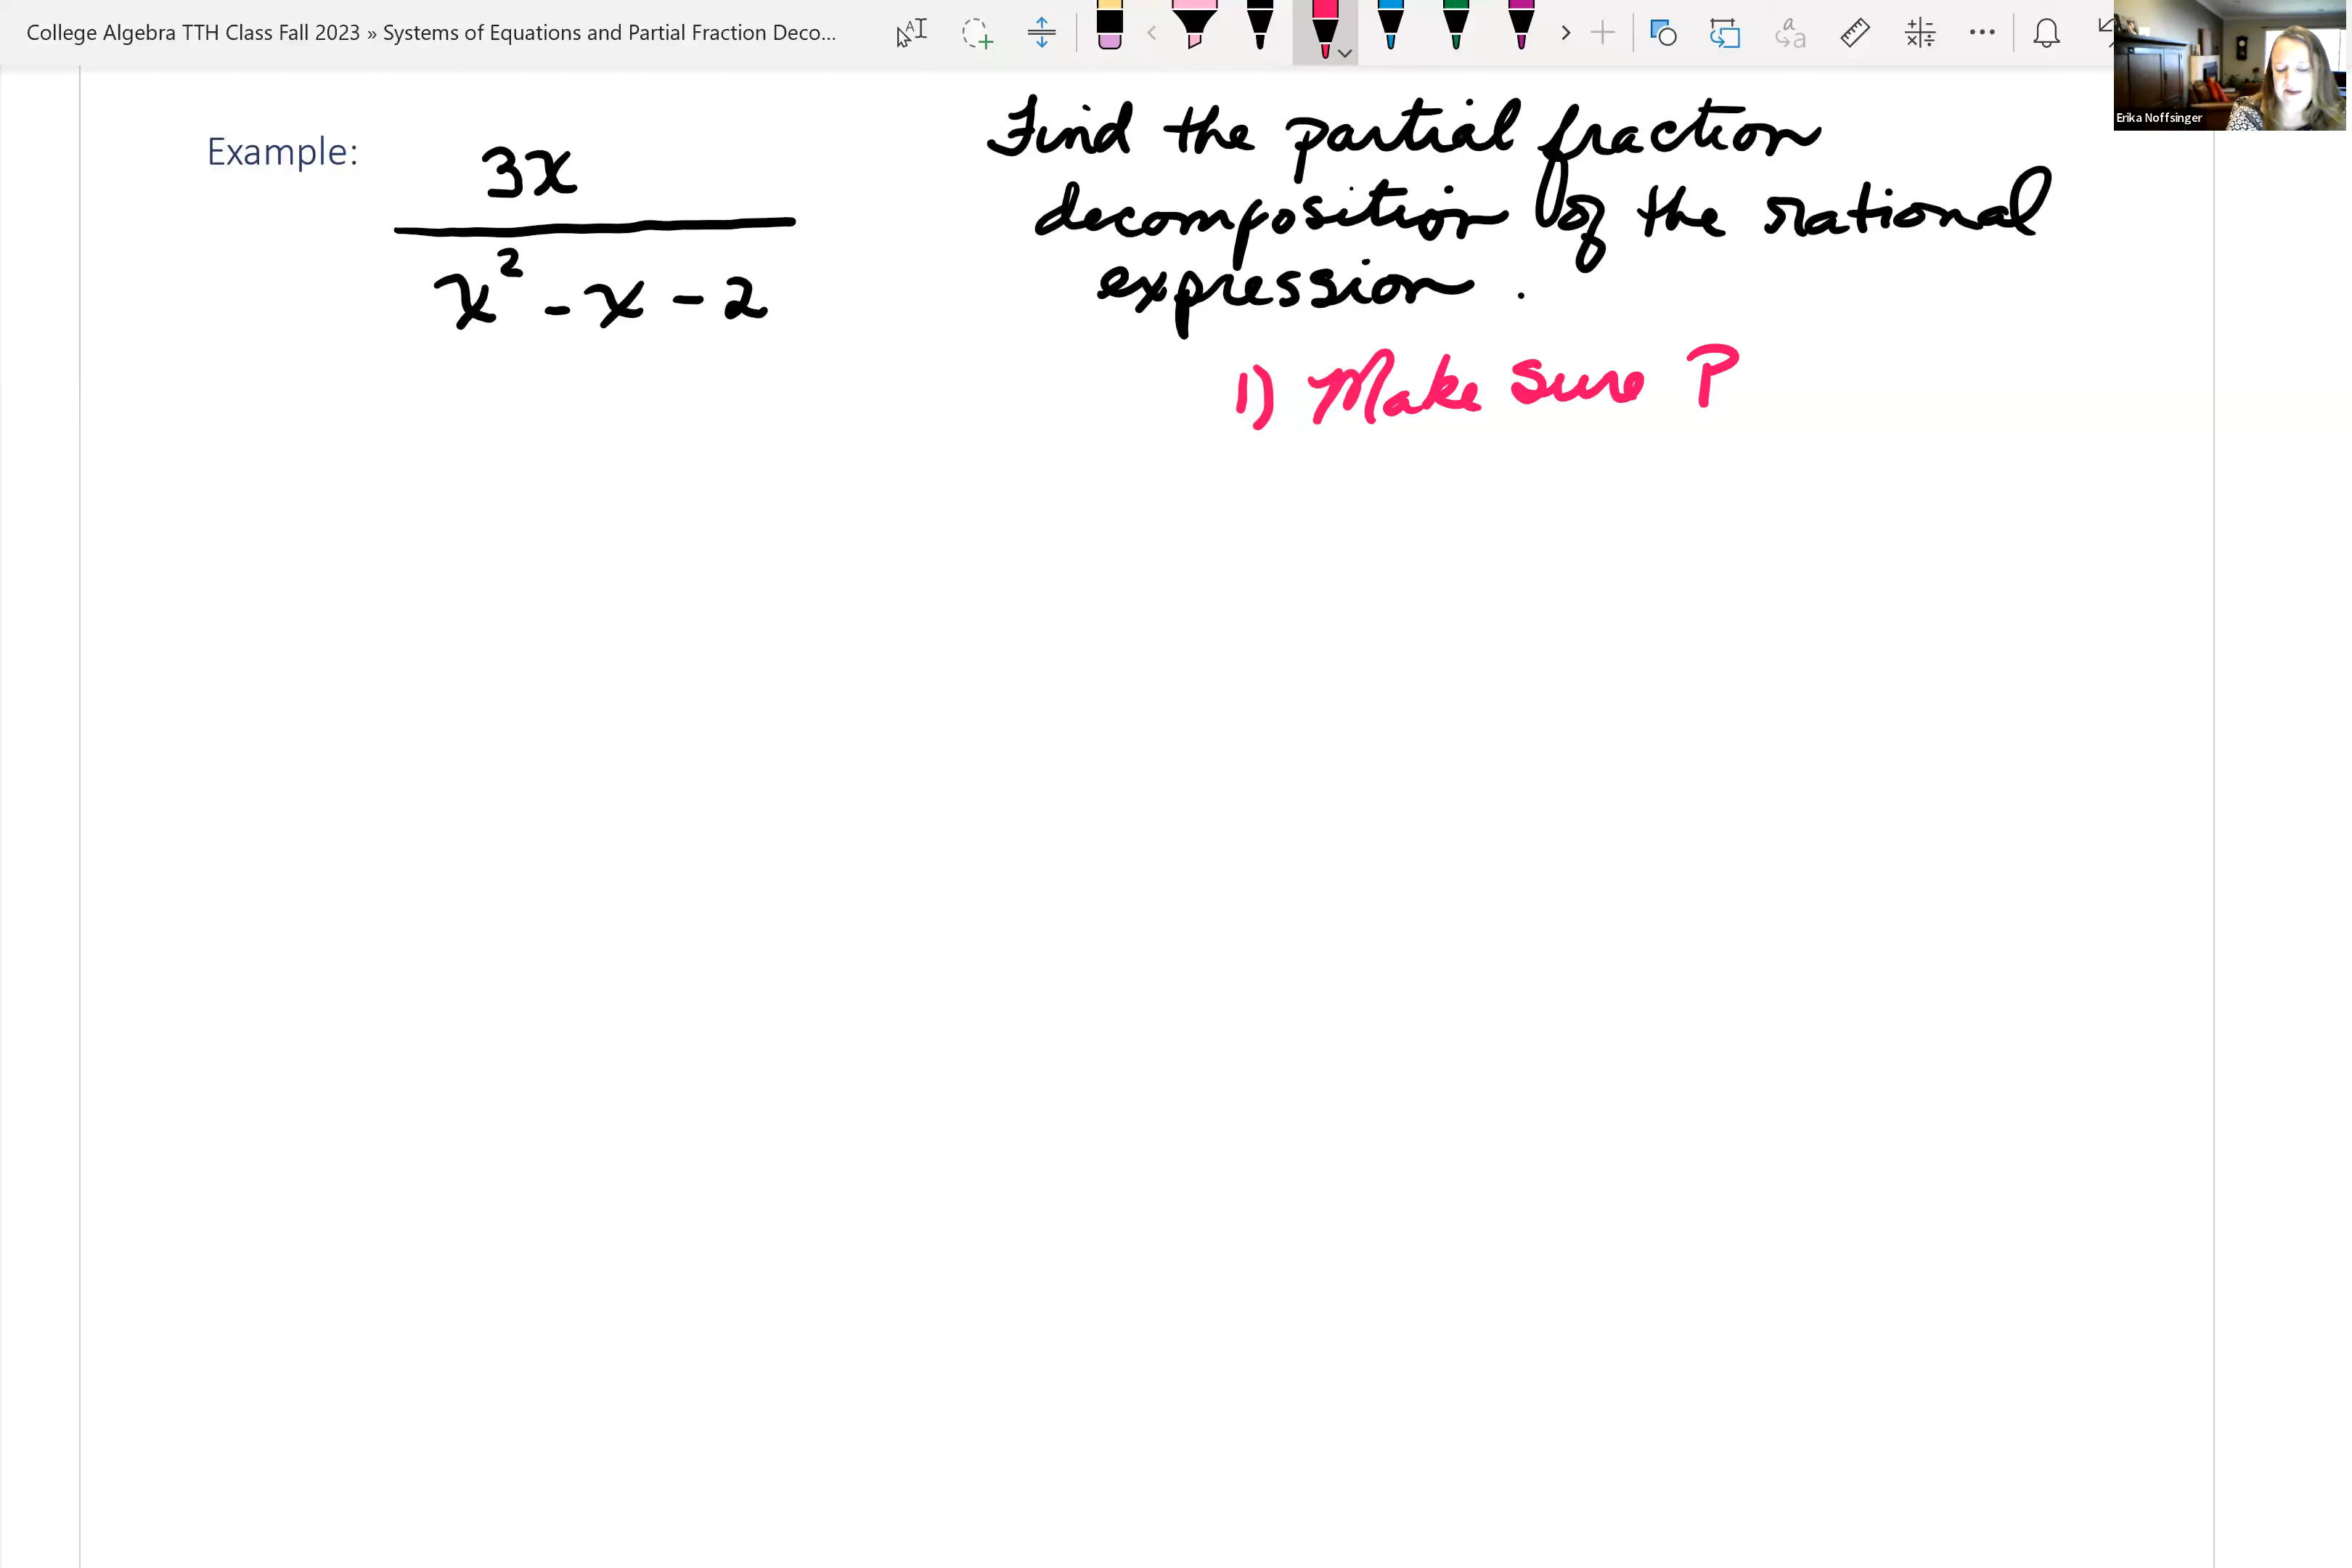 College Algebra TTH Class Fall 2023 » Systems of Equations and Partial Fraction Deco...
Erika Noffsinger
Example:
3x
x² - x - 2
Find the partial fraction
decomposition of the rational
expression .
1) Make sure P